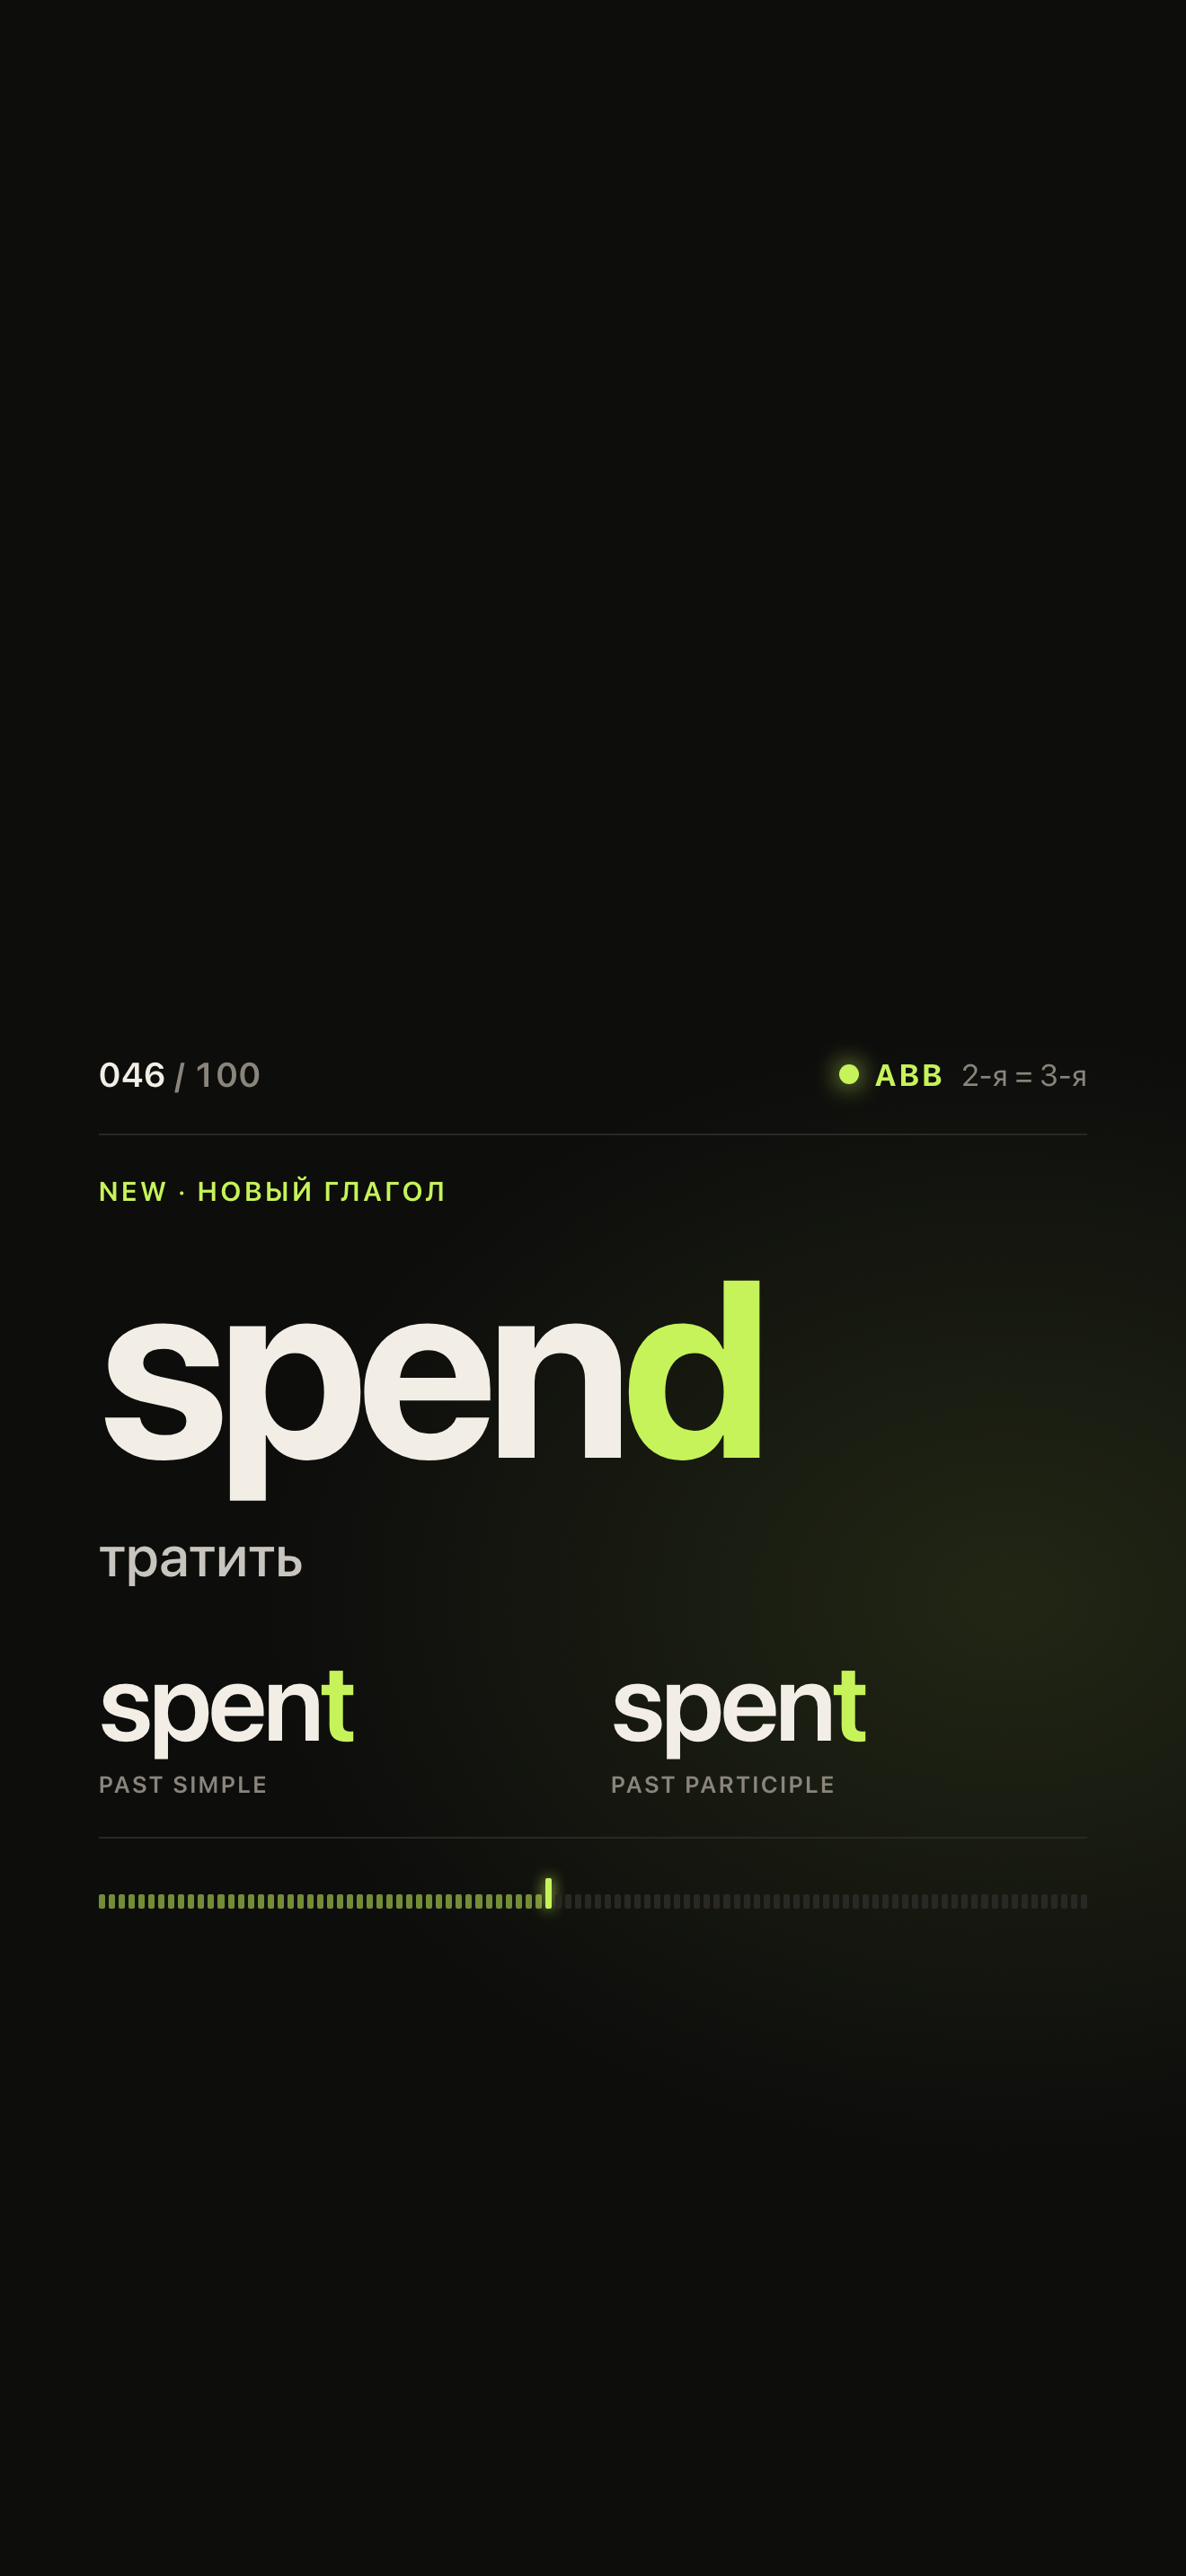 046 / 100 ABB 2-я = 3-я
NEW · НОВЫЙ ГЛАГОЛ
spend
тратить
spent spent
PAST SIMPLE PAST PARTICIPLE